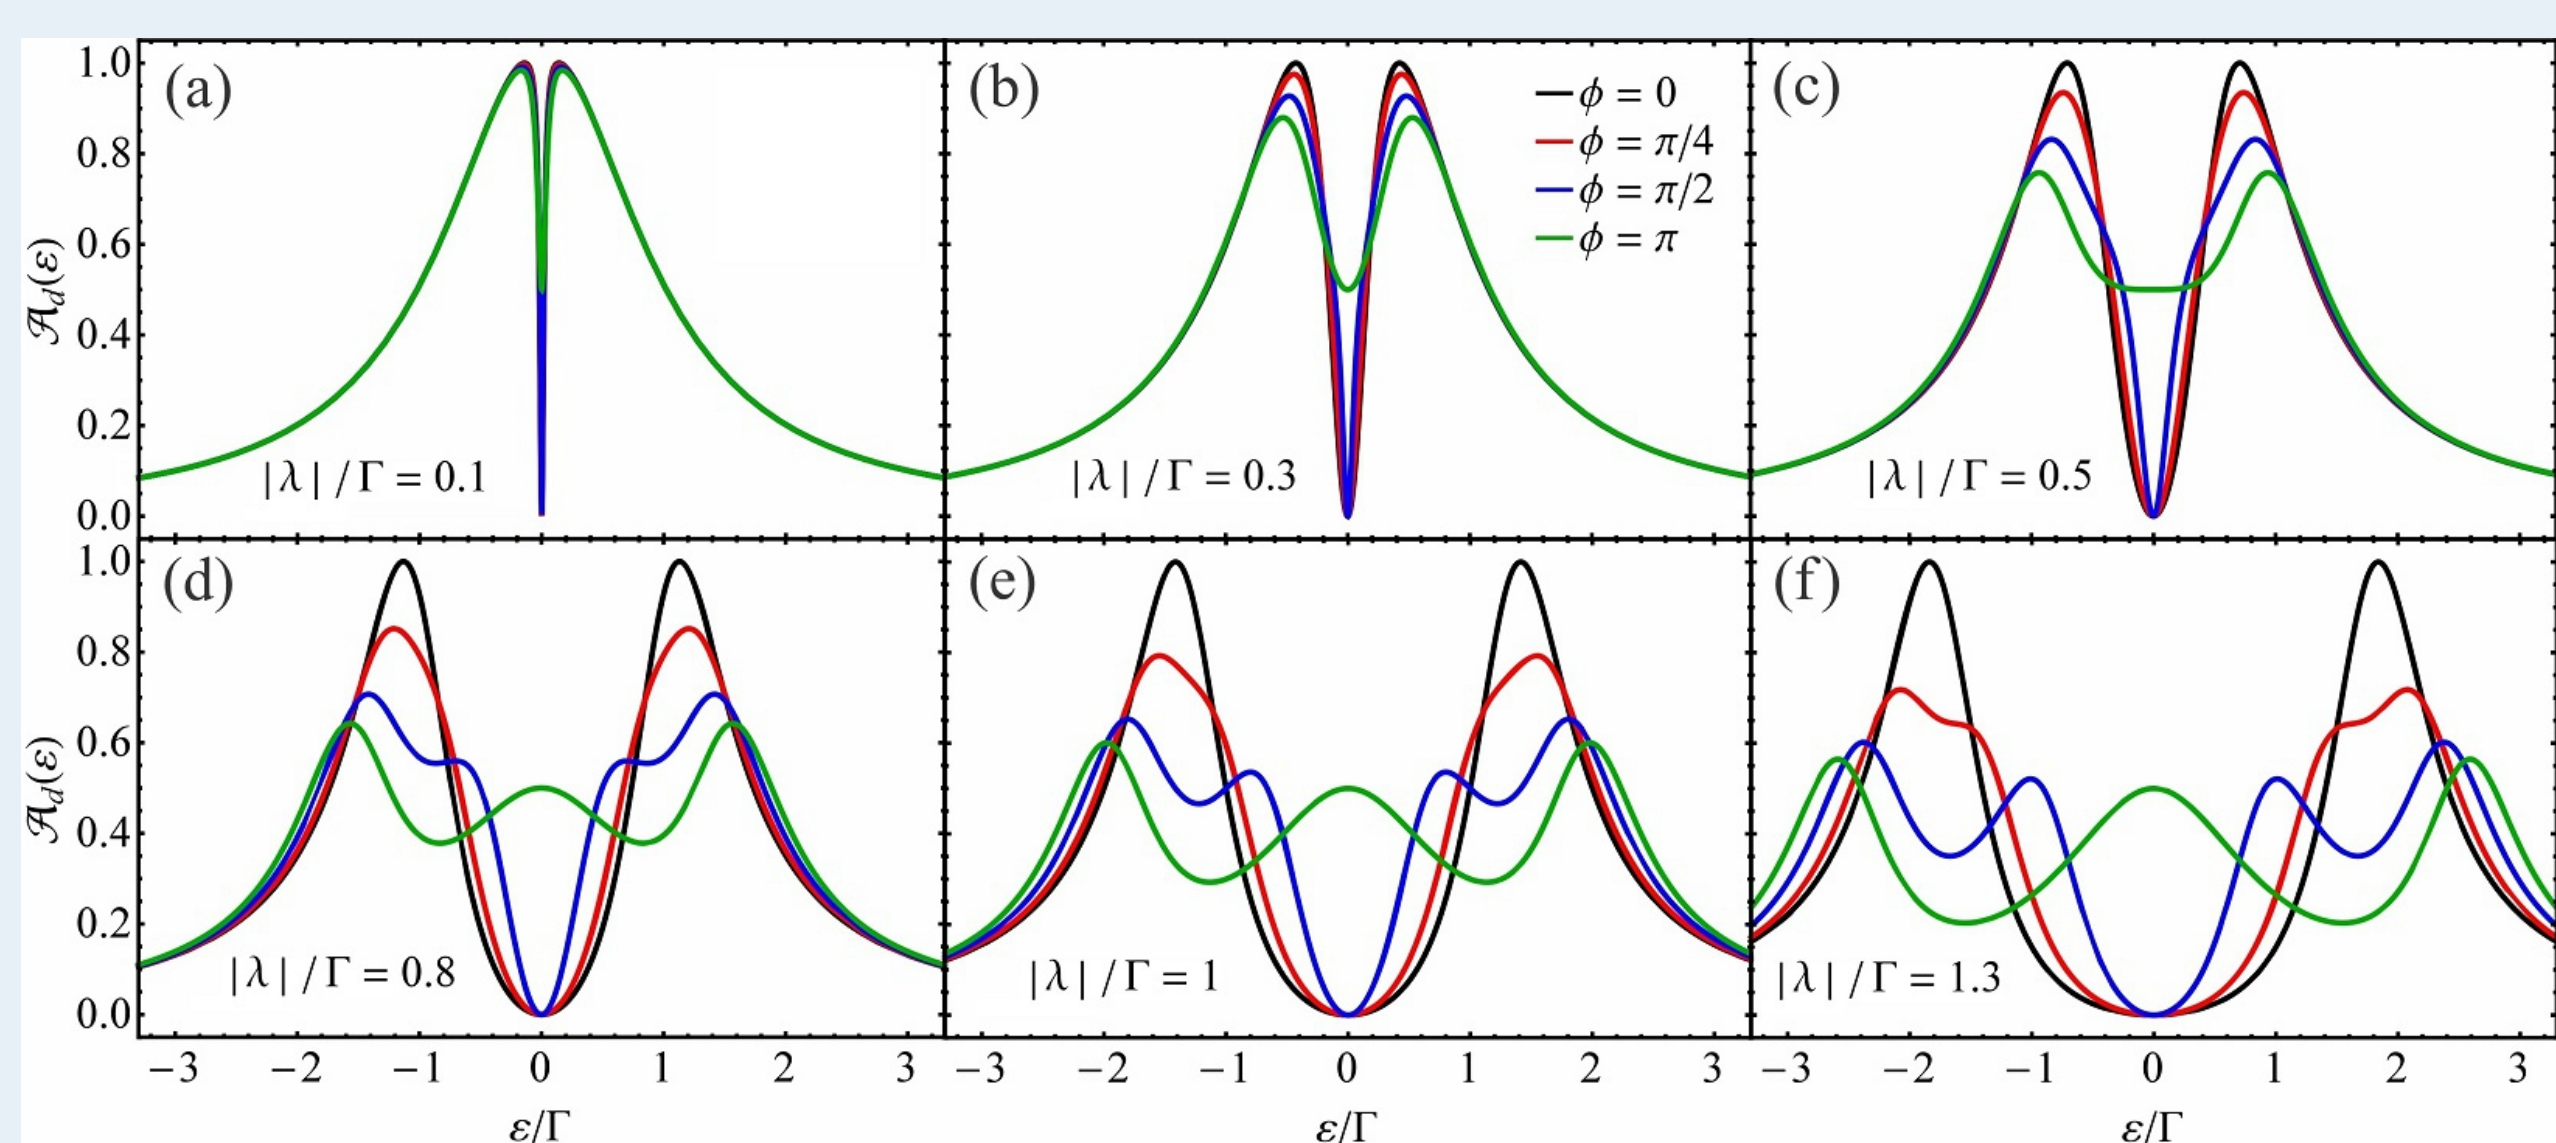 (a)
(b)
(c)
1.0
0.8
0.6
0.4
0.2
0.0
𝒜d(ε)
ϕ = 0
ϕ = π/4
ϕ = π/2
ϕ = π
|λ| / Γ = 0.1
|λ| / Γ = 0.3
|λ| / Γ = 0.5
(d)
(e)
(f)
1.0
0.8
0.6
0.4
0.2
0.0
𝒜d(ε)
|λ| / Γ = 0.8
|λ| / Γ = 1
|λ| / Γ = 1.3
−3 −2 −1 0 1 2 3
−3 −2 −1 0 1 2 3
−3 −2 −1 0 1 2 3
ε/Γ
ε/Γ
ε/Γ